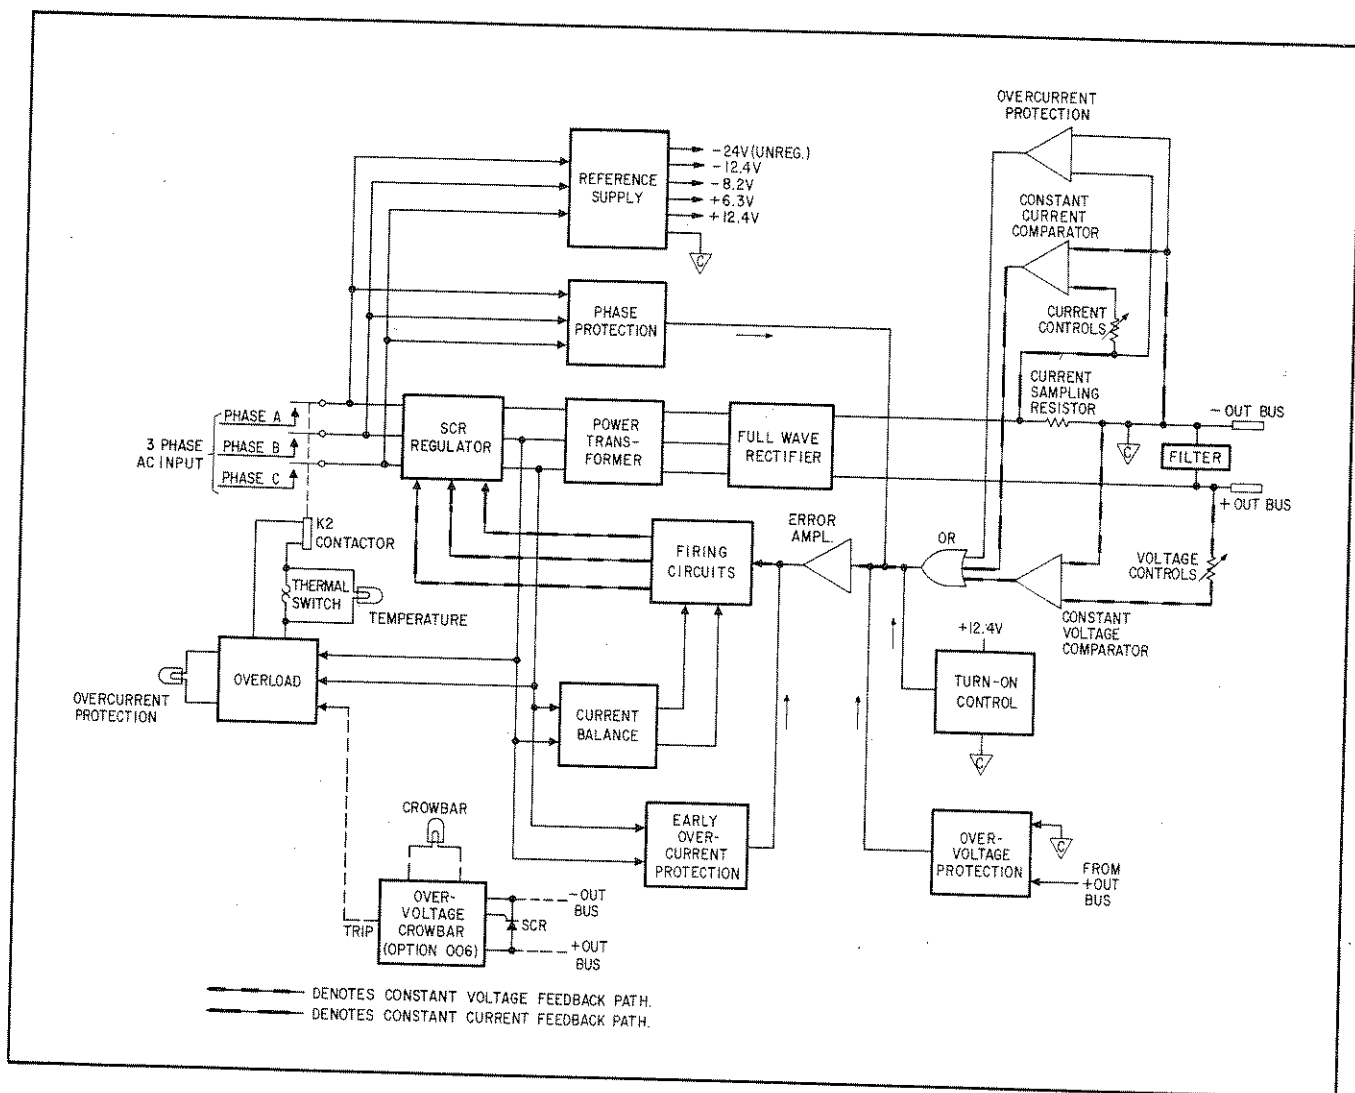 OVERCURRENT
PROTECTION
REFERENCE
SUPPLY
-24V (UNREG.)
-12.4V
-8.2V
+6.3V
+12.4V
C
CONSTANT
CURRENT
COMPARATOR
PHASE
PROTECTION
CURRENT
CONTROLS
CURRENT
SAMPLING
RESISTOR
3 PHASE
AC INPUT
PHASE A
PHASE B
PHASE C
SCR
REGULATOR
POWER
TRANS-
FORMER
FULL WAVE
RECTIFIER
- OUT BUS
C
FILTER
+ OUT BUS
K2
CONTACTOR
FIRING
CIRCUITS
ERROR
AMPL.
OR
VOLTAGE
CONTROLS
CONSTANT
VOLTAGE
COMPARATOR
THERMAL
SWITCH
TEMPERATURE
+12.4V
TURN-ON
CONTROL
C
OVERLOAD
OVERCURRENT
PROTECTION
CURRENT
BALANCE
CROWBAR
EARLY
OVER-
CURRENT
PROTECTION
OVER-
VOLTAGE
PROTECTION
C
FROM
+OUT
BUS
TRIP
OVER-
VOLTAGE
CROWBAR
(OPTION 006)
-OUT
BUS
SCR
+OUT
BUS
DENOTES CONSTANT VOLTAGE FEEDBACK PATH.
DENOTES CONSTANT CURRENT FEEDBACK PATH.